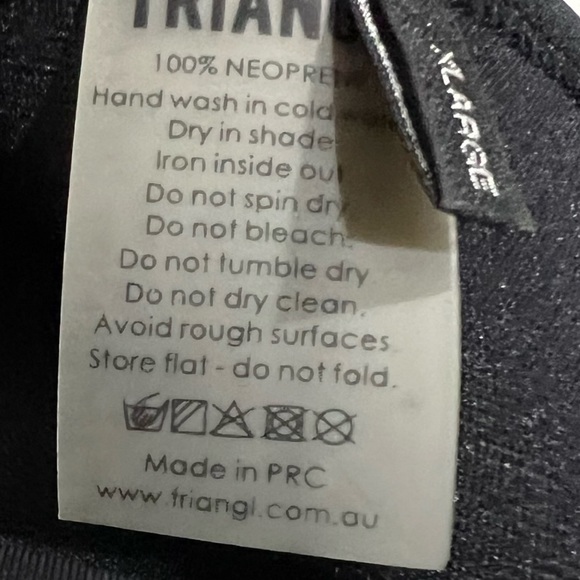 TRIANG
100% NEOPRE
Hand wash in cold
Dry in shade
Iron inside ou
Do not spin dry
Do not bleach.
Do not tumble dry
Do not dry clean.
Avoid rough surfaces
Store flat - do not fold.
Made in PRC
www.triangl.com.au
X/LARGE